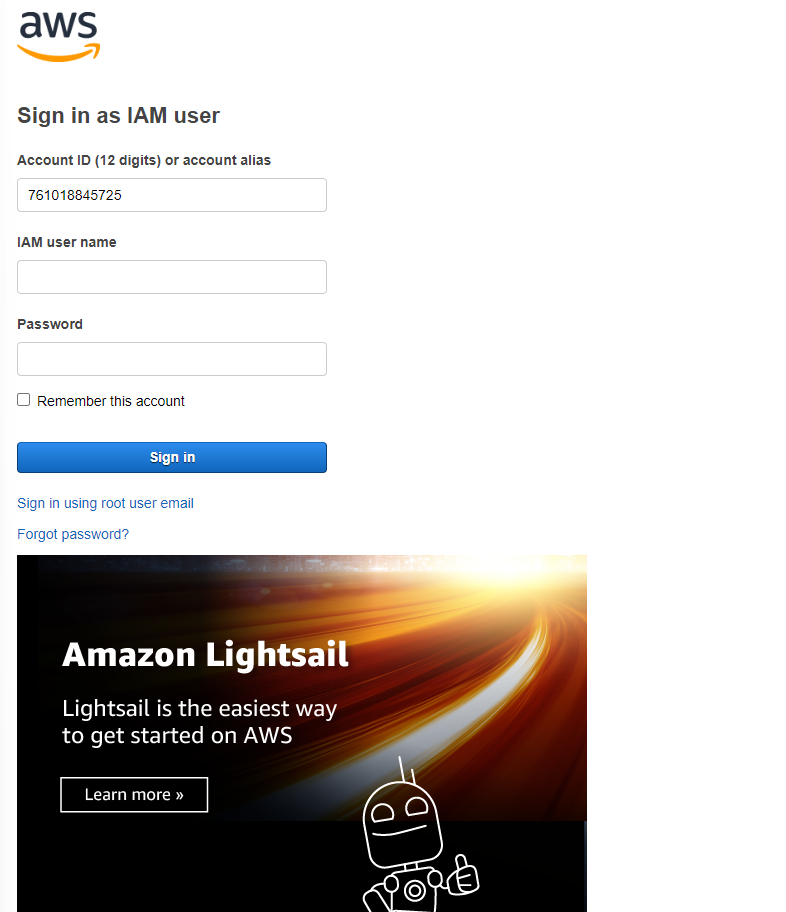 aws
Sign in as IAM user
Account ID (12 digits) or account alias
761018845725
IAM user name
Password
Remember this account
Sign in
Sign in using root user email
Forgot password?
Amazon Lightsail
Lightsail is the easiest way
to get started on AWS
Learn more »